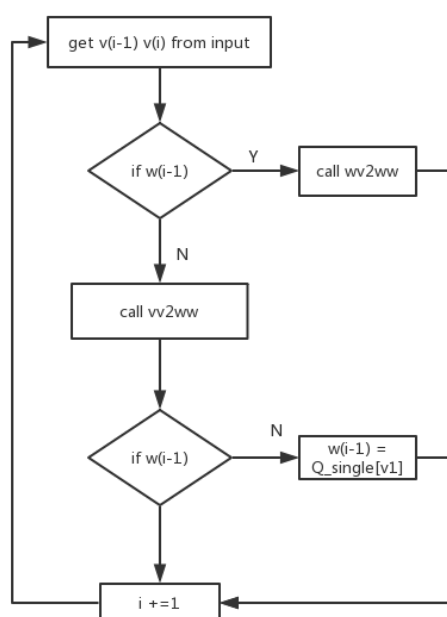 get v(i-1) v(i) from input
if w(i-1)
Y
call wv2ww
N
call vv2ww
if w(i-1)
N
w(i-1) =
Q_single[v1]
i +=1